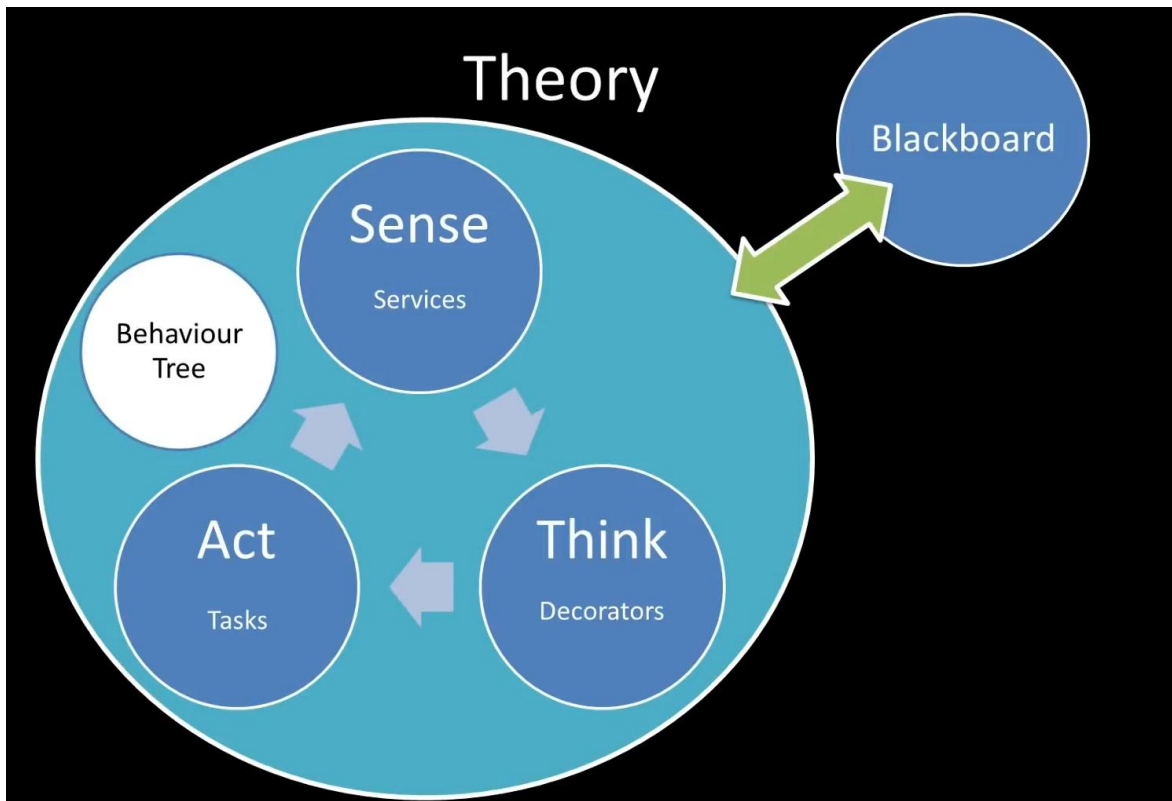 Theory
Blackboard
Sense
Services
Behaviour
Tree
Act
Tasks
Think
Decorators